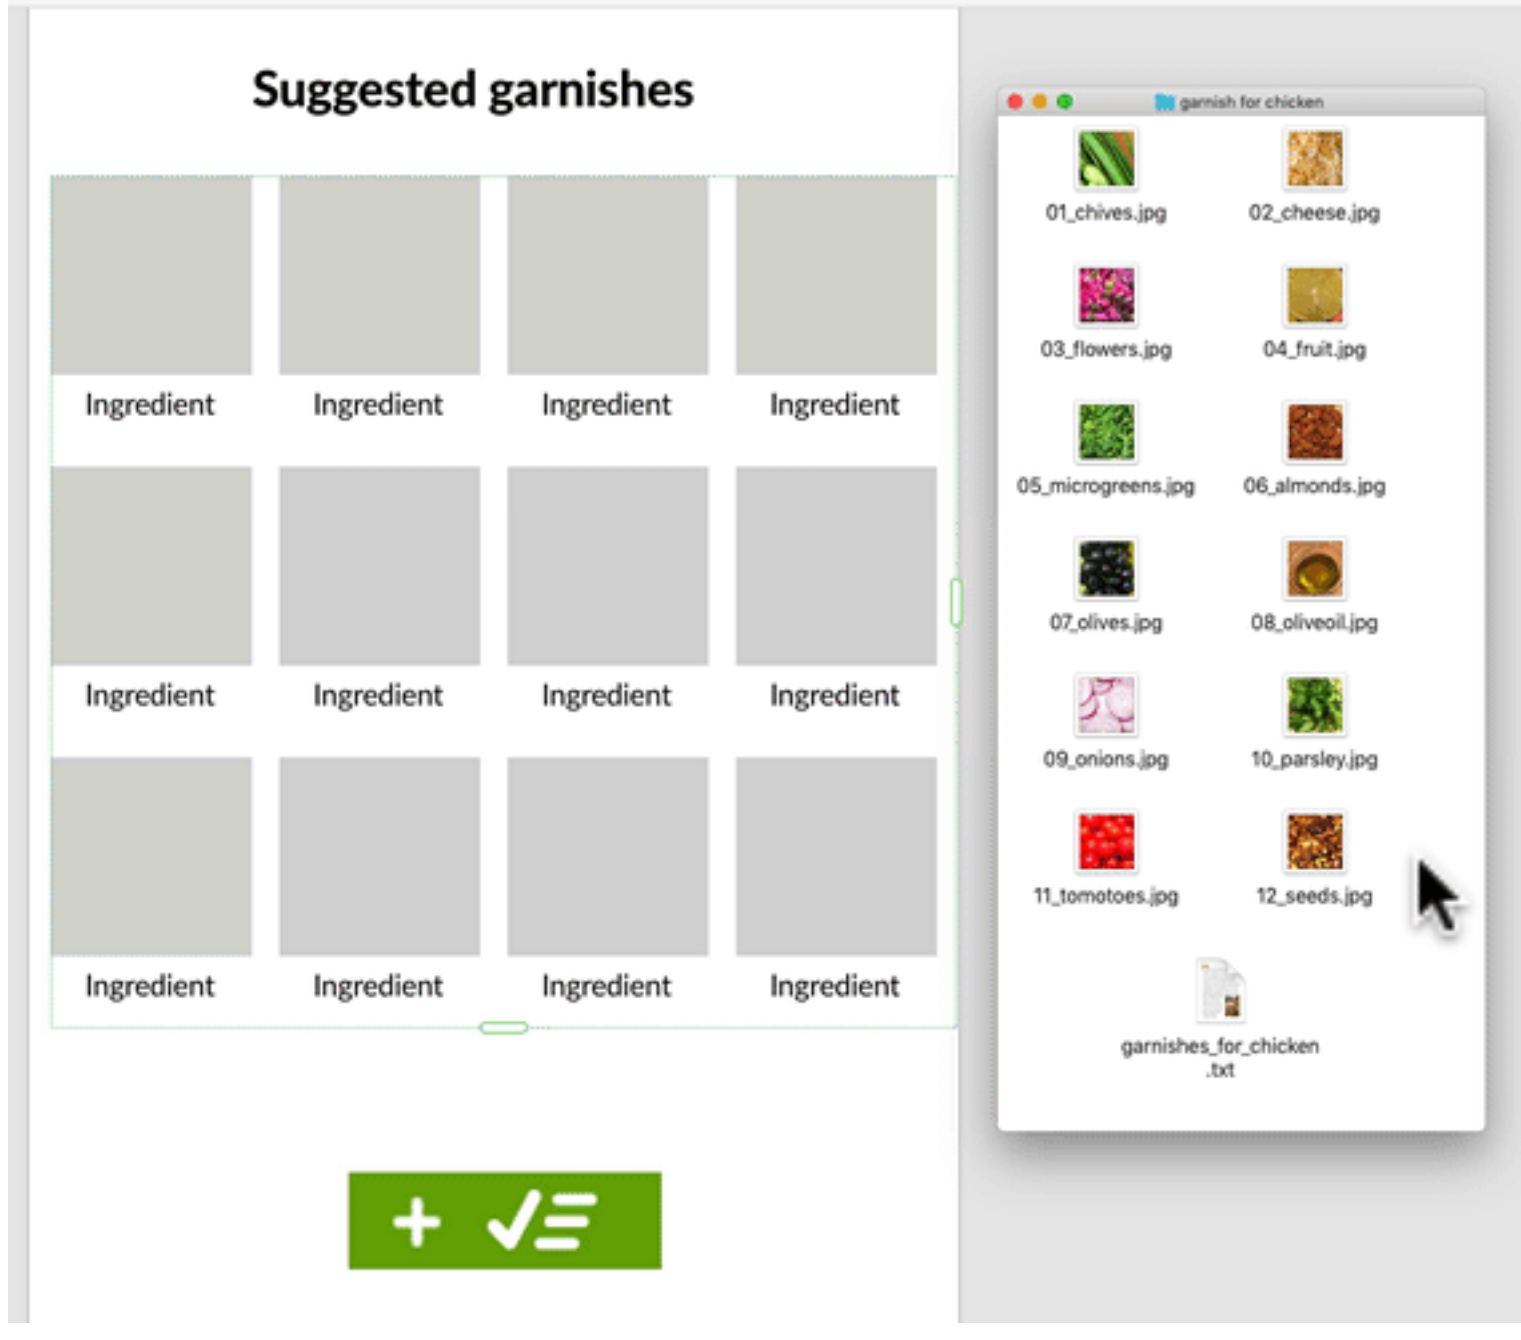 Suggested garnishes
Ingredient Ingredient Ingredient Ingredient
Ingredient Ingredient Ingredient Ingredient
Ingredient Ingredient Ingredient Ingredient
garnish for chicken
01_chives.jpg 02_cheese.jpg
03_flowers.jpg 04_fruit.jpg
05_microgreens.jpg 06_almonds.jpg
07_olives.jpg 08_oliveoil.jpg
09_onions.jpg 10_parsley.jpg
11_tomotoes.jpg 12_seeds.jpg
garnishes_for_chicken
.txt